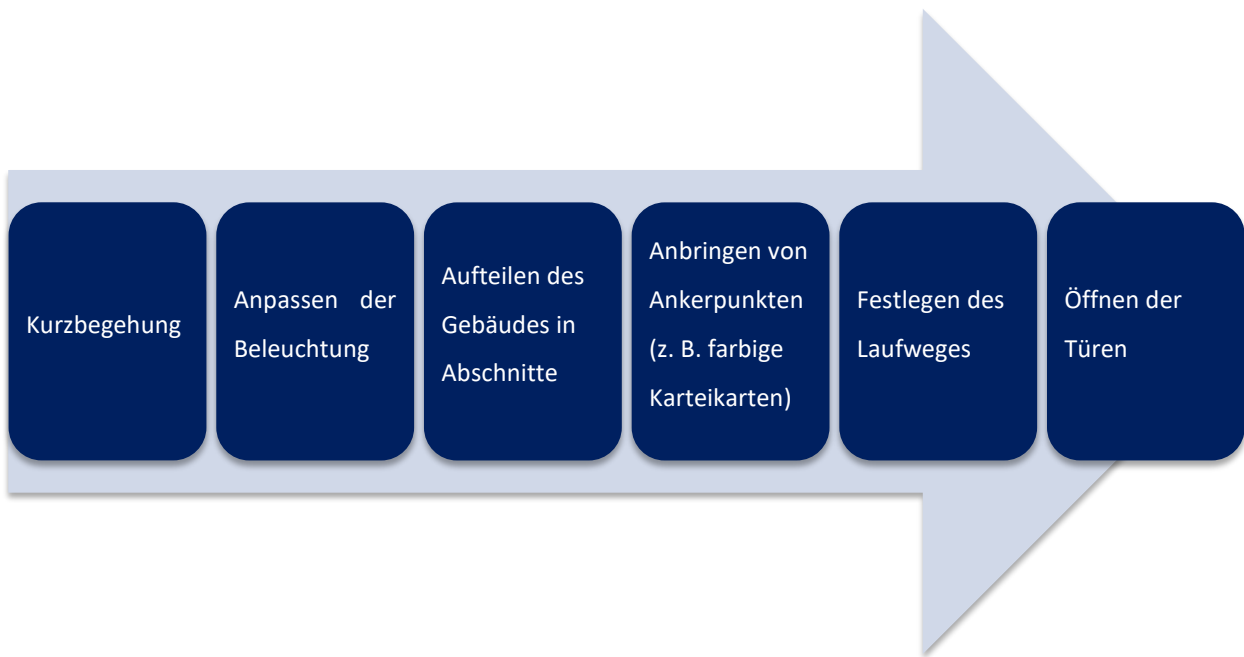 Kurzbegehung
Anpassen der
Beleuchtung
Aufteilen des
Gebäudes in
Abschnitte
Anbringen von
Ankerpunkten
(z. B. farbige
Karteikarten)
Festlegen des
Laufweges
Öffnen der
Türen